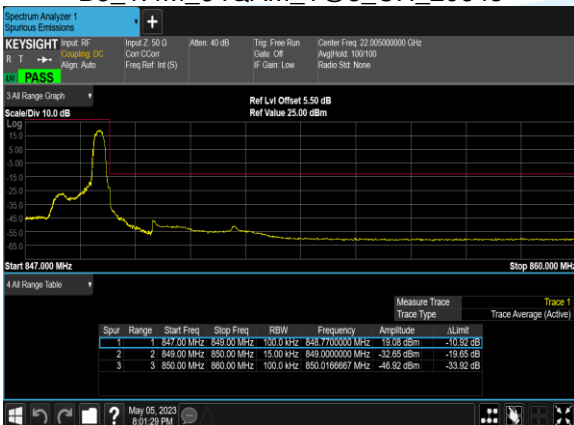 Spectrum Analyzer 1
Spurious Emissions
KEYSIGHT Input: RF Input Z: 50 Ω Atten: 40 dB Trig: Free Run Center Freq: 22.005000000 GHz
R T Coupling: DC Corr CCorr Gate: Off Avg|Hold: 100/100
Align: Auto Freq Ref: Int (S) IF Gain: Low Radio Std: None
LW PASS
3 All Range Graph
Ref Lvl Offset 5.50 dB
Scale/Div 10.0 dB Ref Value 25.00 dBm
Log
15.0
5.00
-5.00
-15.0
-25.0
-35.0
-45.0
-55.0
-65.0
Start 847.000 MHz Stop 860.000 MHz
4 All Range Table
Measure Trace Trace 1
Trace Type Trace Average (Active)
Spur Range Start Freq Stop Freq RBW Frequency Amplitude ΔLimit
1 1 847.00 MHz 849.00 MHz 100.0 kHz 848.7700000 MHz 19.08 dBm -10.92 dB
2 2 849.00 MHz 850.00 MHz 15.00 kHz 849.0000000 MHz -32.65 dBm -19.65 dB
3 3 850.00 MHz 860.00 MHz 100.0 kHz 850.0166667 MHz -46.92 dBm -33.92 dB
? May 05, 2023
8:01:29 PM